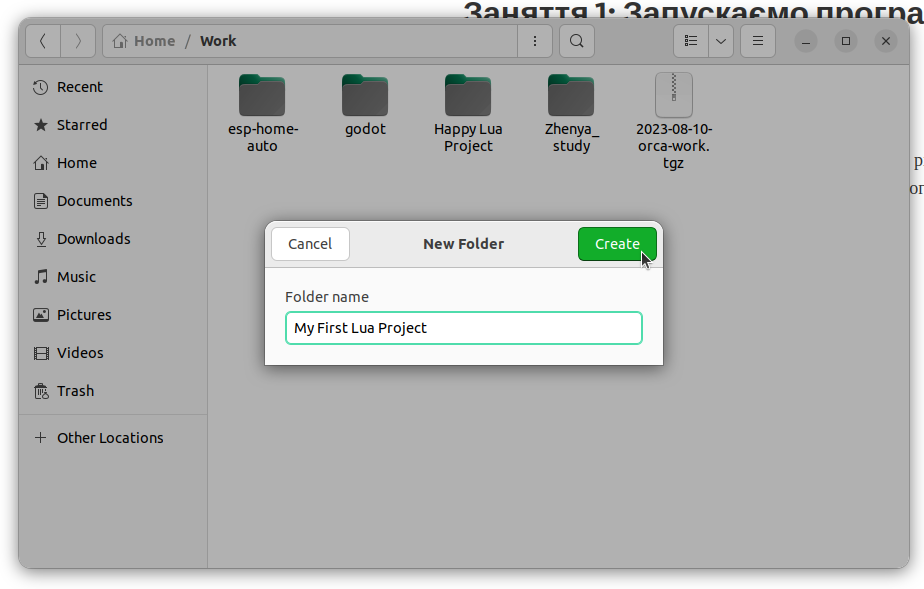 Заняття 1: Запускаємо програ
Home / Work
Recent
Starred
Home
Documents
Downloads
Music
Pictures
Videos
Trash
Other Locations
esp-home-
auto
godot
Happy Lua
Project
Zhenya_
study
2023-08-10-
orca-work.
tgz
Cancel
New Folder
Create
Folder name
My First Lua Project